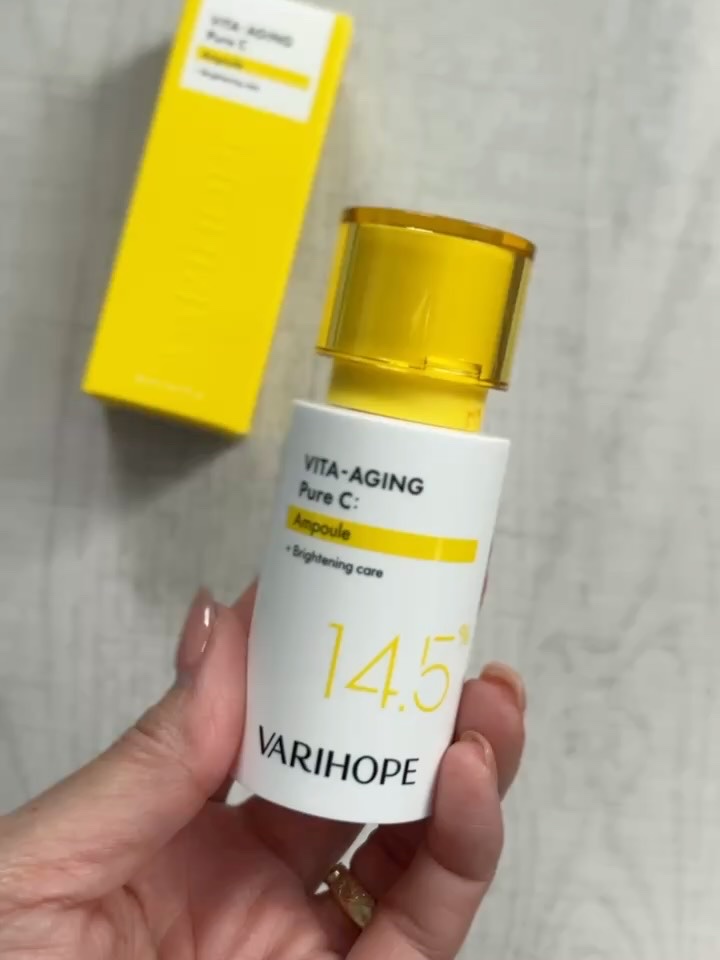 VITA-AGING
Pure C
Ampoule
VITA-AGING
Pure C:
Ampoule
+ Brightening care
14.5%
VARIHOPE